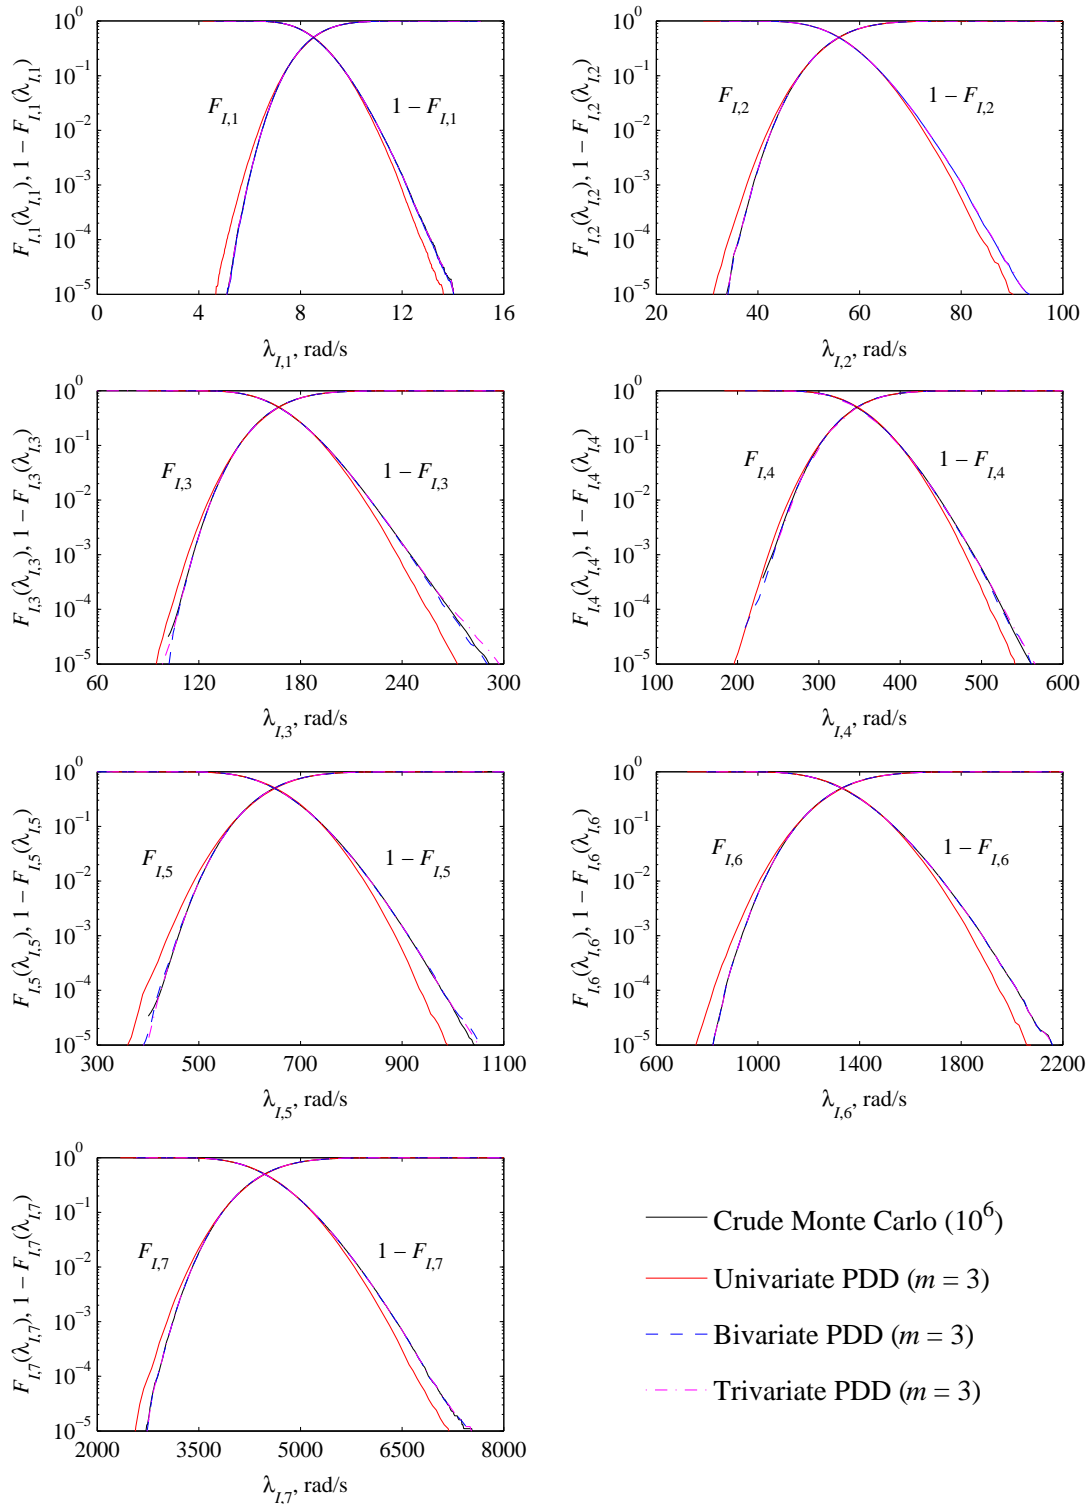 F_{I,1}(λ_{I,1}), 1 − F_{I,1}(λ_{I,1})
10^0
10^−1
10^−2
10^−3
10^−4
10^−5
F_{I,1}
1 − F_{I,1}
0 4 8 12 16
λ_{I,1}, rad/s
F_{I,2}(λ_{I,2}), 1 − F_{I,2}(λ_{I,2})
10^0
10^−1
10^−2
10^−3
10^−4
10^−5
F_{I,2}
1 − F_{I,2}
20 40 60 80 100
λ_{I,2}, rad/s
F_{I,3}(λ_{I,3}), 1 − F_{I,3}(λ_{I,3})
10^0
10^−1
10^−2
10^−3
10^−4
10^−5
F_{I,3}
1 − F_{I,3}
60 120 180 240 300
λ_{I,3}, rad/s
F_{I,4}(λ_{I,4}), 1 − F_{I,4}(λ_{I,4})
10^0
10^−1
10^−2
10^−3
10^−4
10^−5
F_{I,4}
1 − F_{I,4}
100 200 300 400 500 600
λ_{I,4}, rad/s
F_{I,5}(λ_{I,5}), 1 − F_{I,5}(λ_{I,5})
10^0
10^−1
10^−2
10^−3
10^−4
10^−5
F_{I,5}
1 − F_{I,5}
300 500 700 900 1100
λ_{I,5}, rad/s
F_{I,6}(λ_{I,6}), 1 − F_{I,6}(λ_{I,6})
10^0
10^−1
10^−2
10^−3
10^−4
10^−5
F_{I,6}
1 − F_{I,6}
600 1000 1400 1800 2200
λ_{I,6}, rad/s
F_{I,7}(λ_{I,7}), 1 − F_{I,7}(λ_{I,7})
10^0
10^−1
10^−2
10^−3
10^−4
10^−5
F_{I,7}
1 − F_{I,7}
2000 3500 5000 6500 8000
λ_{I,7}, rad/s
Crude Monte Carlo (10^6)
Univariate PDD (m = 3)
Bivariate PDD (m = 3)
Trivariate PDD (m = 3)